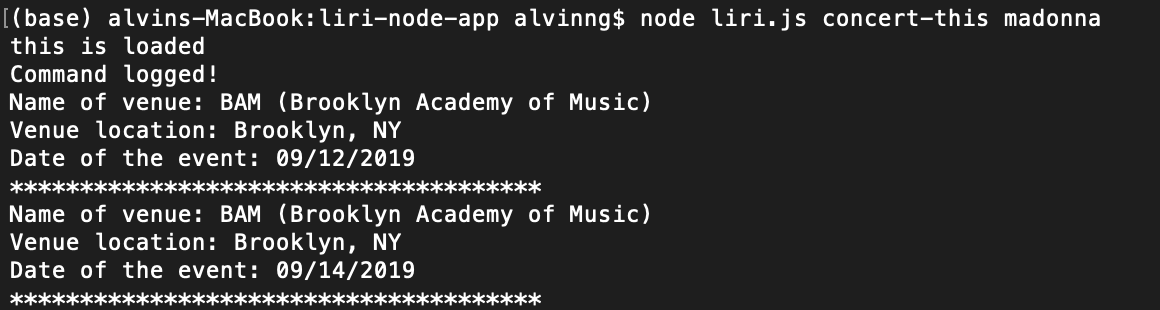 [(base) alvins-MacBook:liri-node-app alvinng$ node liri.js concert-this madonna
this is loaded
Command logged!
Name of venue: BAM (Brooklyn Academy of Music)
Venue location: Brooklyn, NY
Date of the event: 09/12/2019
**************************************
Name of venue: BAM (Brooklyn Academy of Music)
Venue location: Brooklyn, NY
Date of the event: 09/14/2019
**************************************